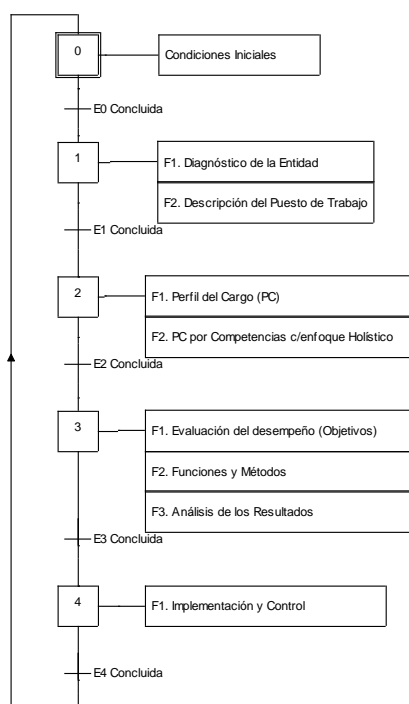 0
Condiciones Iniciales
E0 Concluida
1
F1. Diagnóstico de la Entidad
F2. Descripción del Puesto de Trabajo
E1 Concluida
2
F1. Perfil del Cargo (PC)
F2. PC por Competencias c/enfoque Holístico
E2 Concluida
3
F1. Evaluación del desempeño (Objetivos)
F2. Funciones y Métodos
F3. Análisis de los Resultados
E3 Concluida
4
F1. Implementación y Control
E4 Concluida